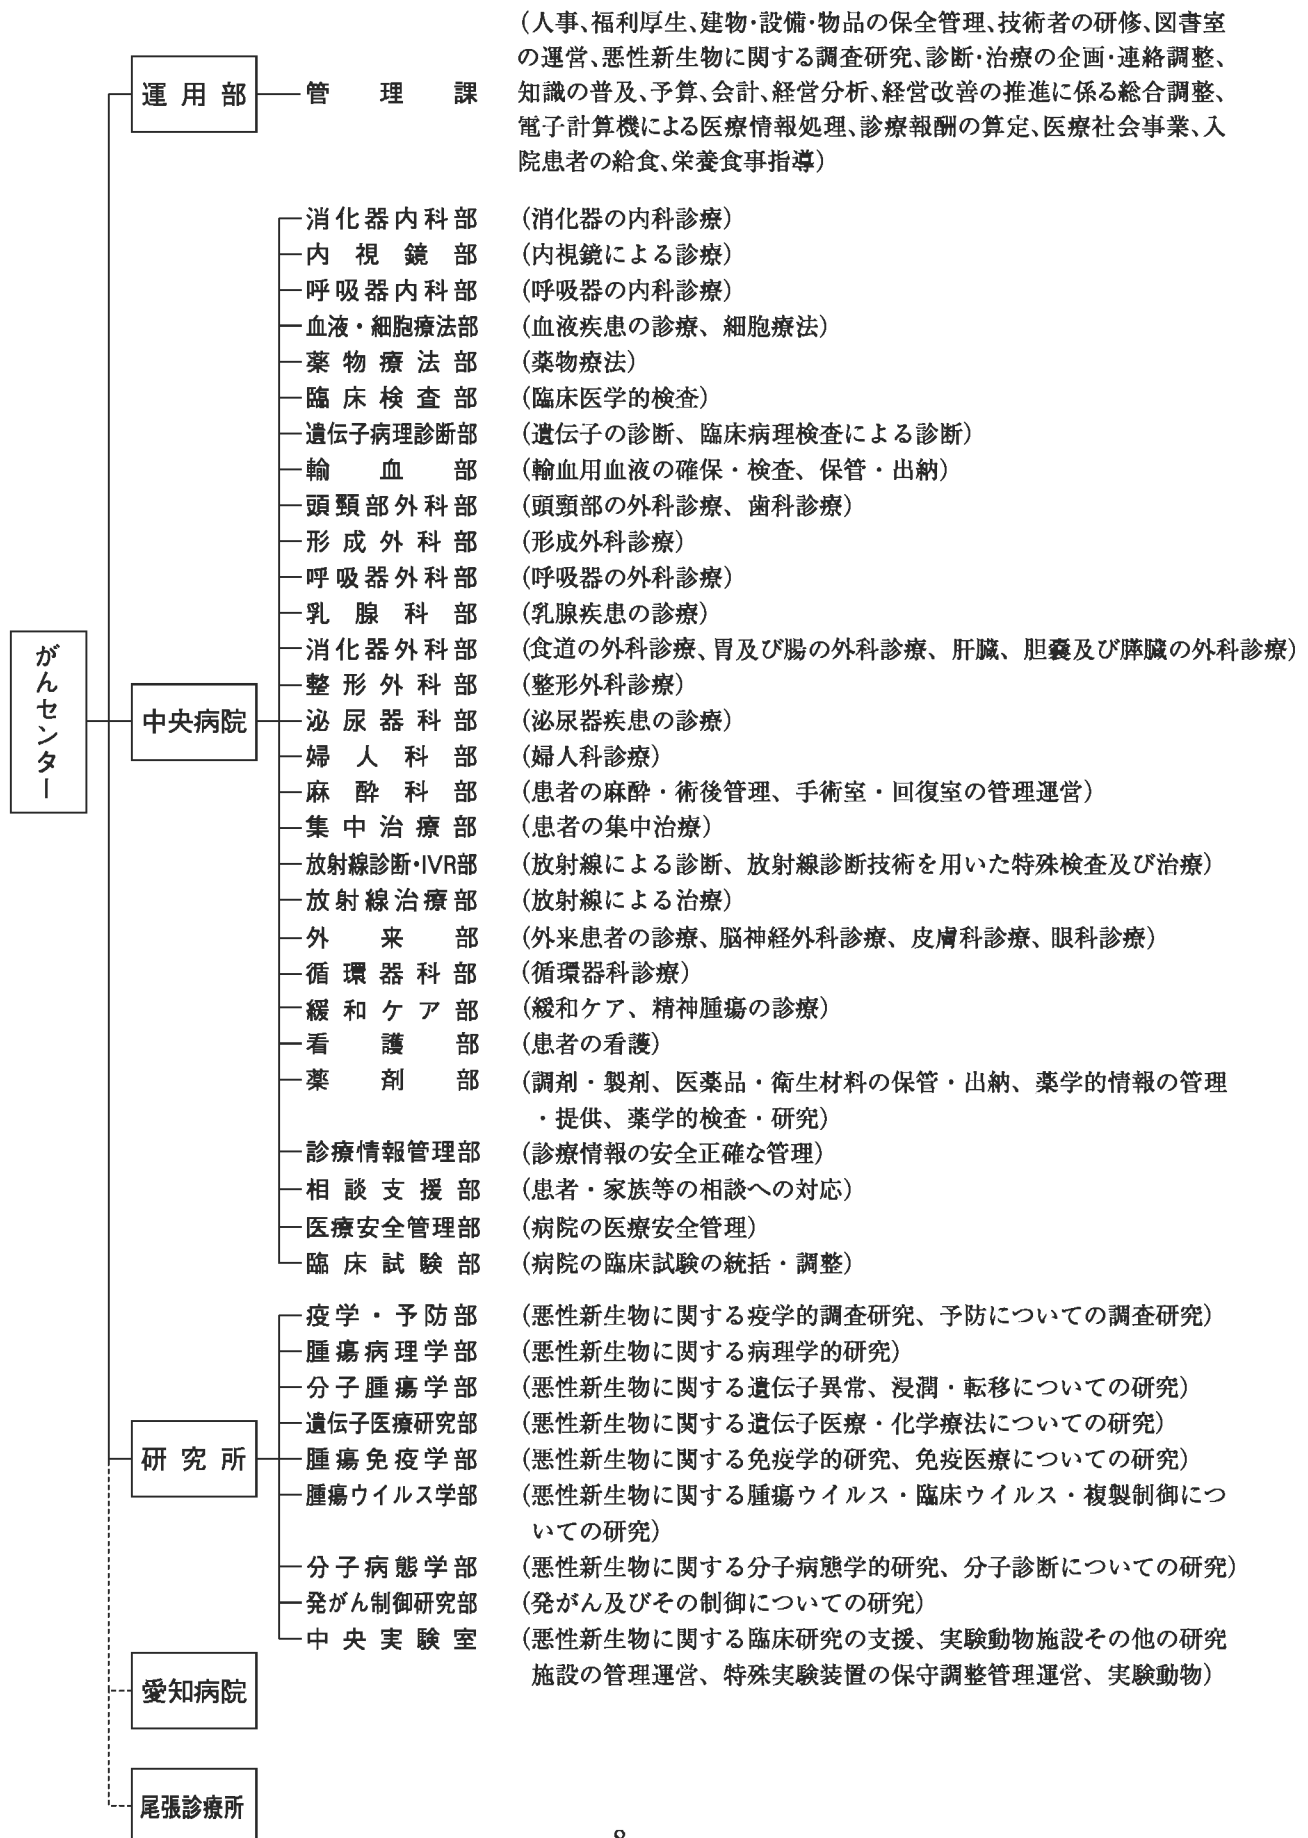 (人事、福利厚生、建物・設備・物品の保全管理、技術者の研修、図書室
の運営、悪性新生物に関する調査研究、診断・治療の企画・連絡調整、
運用部 管理課 知識の普及、予算、会計、経営分析、経営改善の推進に係る総合調整、
電子計算機による医療情報処理、診療報酬の算定、医療社会事業、入
院患者の給食、栄養食事指導)
消化器内科部 (消化器の内科診療)
内視鏡部 (内視鏡による診療)
呼吸器内科部 (呼吸器の内科診療)
血液・細胞療法部 (血液疾患の診療、細胞療法)
薬物療法部 (薬物療法)
臨床検査部 (臨床医学的検査)
遺伝子病理診断部 (遺伝子の診断、臨床病理検査による診断)
輸血部 (輸血用血液の確保・検査、保管・出納)
頭頸部外科部 (頭頸部の外科診療、歯科診療)
形成外科部 (形成外科診療)
呼吸器外科部 (呼吸器の外科診療)
乳腺科部 (乳腺疾患の診療)
消化器外科部 (食道の外科診療、胃及び腸の外科診療、肝臓、胆嚢及び膵臓の外科診療)
整形外科部 (整形外科診療)
がんセンター
中央病院
泌尿器科部 (泌尿器疾患の診療)
婦人科部 (婦人科診療)
麻酔科部 (患者の麻酔・術後管理、手術室・回復室の管理運営)
集中治療部 (患者の集中治療)
放射線診断・IVR部 (放射線による診断、放射線診断技術を用いた特殊検査及び治療)
放射線治療部 (放射線による治療)
外来部 (外来患者の診療、脳神経外科診療、皮膚科診療、眼科診療)
循環器科部 (循環器科診療)
緩和ケア部 (緩和ケア、精神腫瘍の診療)
看護部 (患者の看護)
薬剤部 (調剤・製剤、医薬品・衛生材料の保管・出納、薬学的情報の管理
・提供、薬学的検査・研究)
診療情報管理部 (診療情報の安全正確な管理)
相談支援部 (患者・家族等の相談への対応)
医療安全管理部 (病院の医療安全管理)
臨床試験部 (病院の臨床試験の統括・調整)
疫学・予防部 (悪性新生物に関する疫学的調査研究、予防についての調査研究)
腫瘍病理学部 (悪性新生物に関する病理学的研究)
分子腫瘍学部 (悪性新生物に関する遺伝子異常、浸潤・転移についての研究)
遺伝子医療研究部 (悪性新生物に関する遺伝子医療・化学療法についての研究)
研究所 腫瘍免疫学部 (悪性新生物に関する免疫学的研究、免疫医療についての研究)
腫瘍ウイルス学部 (悪性新生物に関する腫瘍ウイルス・臨床ウイルス・複製制御につ
いての研究)
分子病態学部 (悪性新生物に関する分子病態学的研究、分子診断についての研究)
発がん制御研究部 (発がん及びその制御についての研究)
中央実験室 (悪性新生物に関する臨床研究の支援、実験動物施設その他の研究
施設の管理運営、特殊実験装置の保守調整管理運営、実験動物)
愛知病院
尾張診療所
8